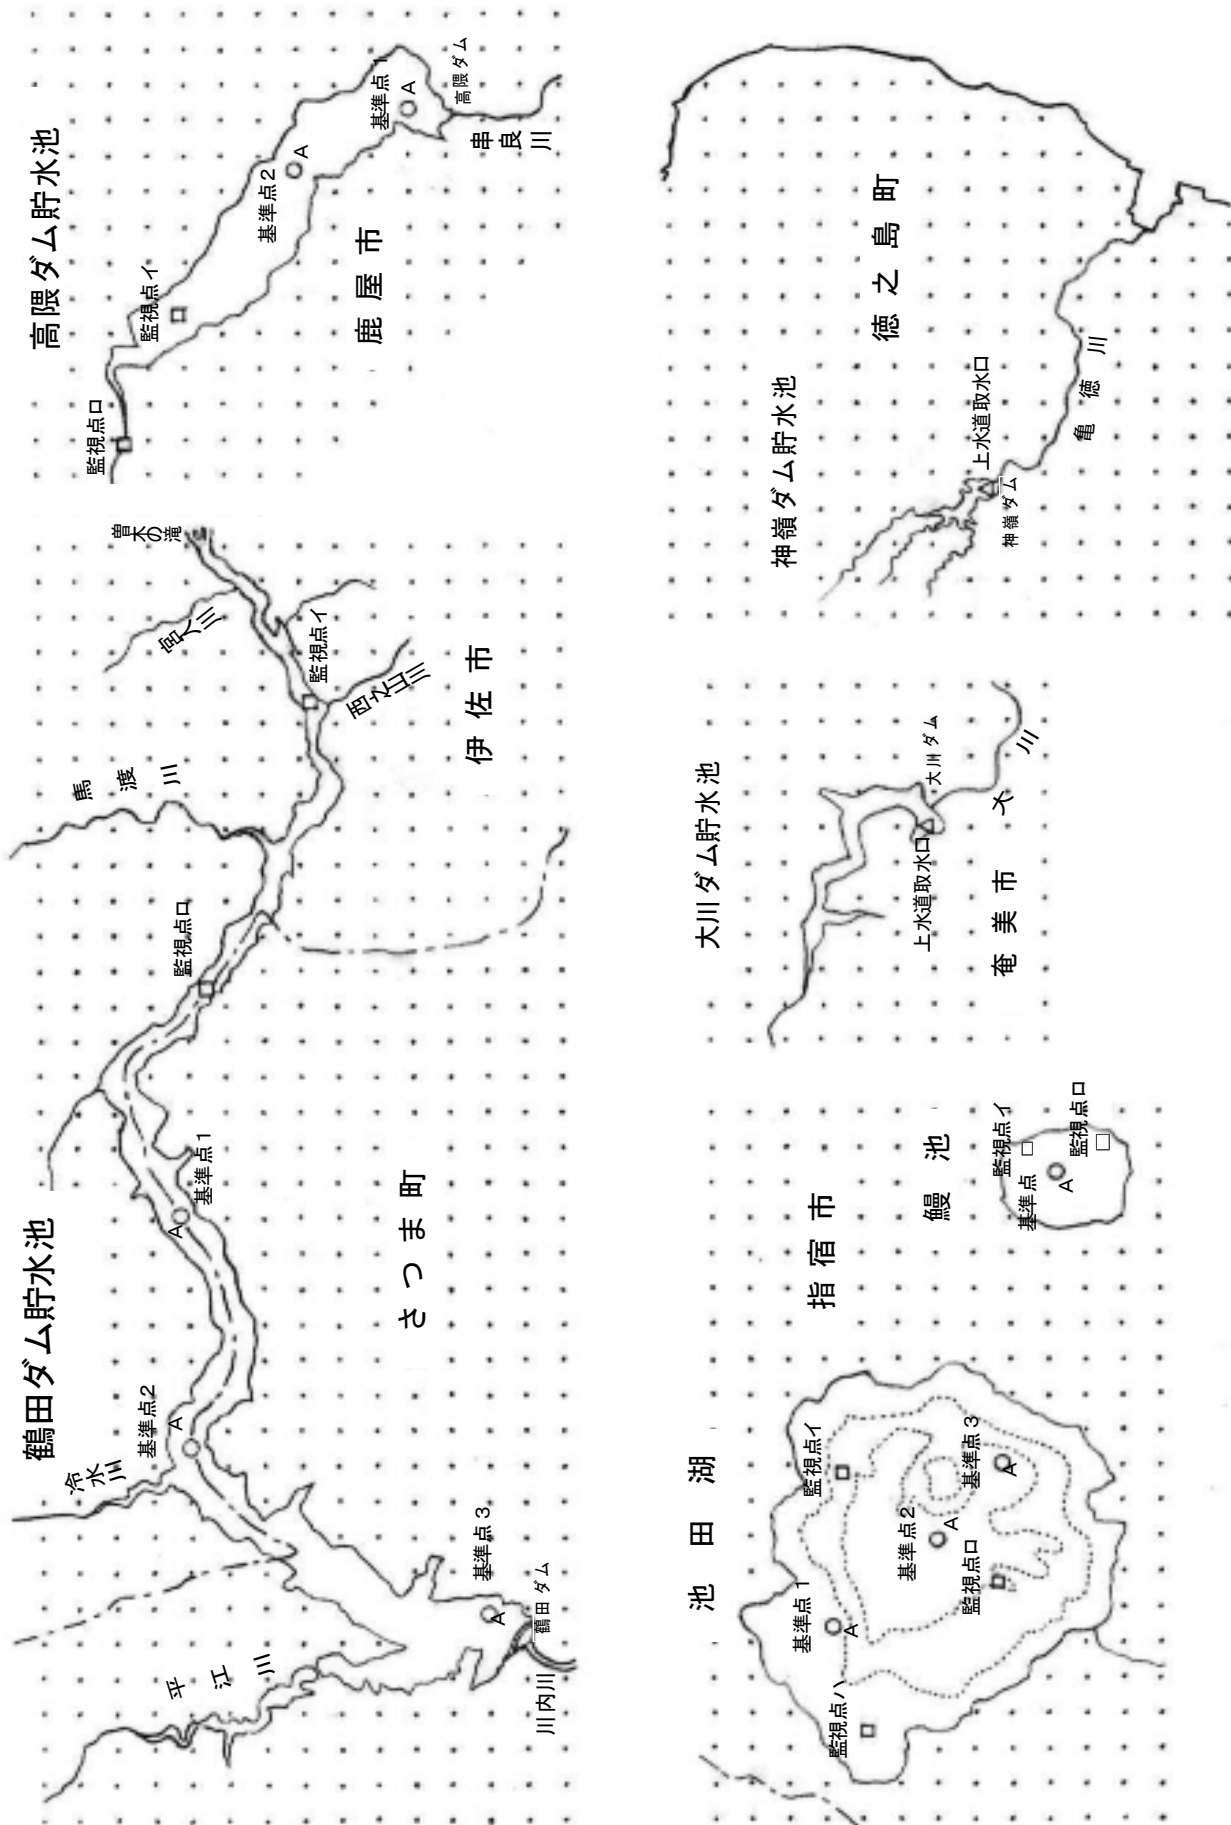 鶴田ダム貯水池
平江川
冷水川
基準点2
A
基準点1
A
監視点ロ
馬渡川
宮人川
曽木の滝
監視点イ
西之山川
伊佐市
さつま町
基準点3
A
鶴田ダム
川内川
高隈ダム貯水池
監視点ロ
監視点イ
基準点2
A
基準点1
A
高隈ダム
串良川
鹿屋市
池田湖
監視点ハ
基準点1
A
監視点イ
基準点2
A
監視点ロ
基準点3
A
指宿市
鰻池
基準点
A
監視点イ
監視点ロ
大川ダム貯水池
上水道取水口
大川ダム
大川
奄美市
神嶺ダム貯水池
上水道取水口
神嶺ダム
亀徳川
徳之島町